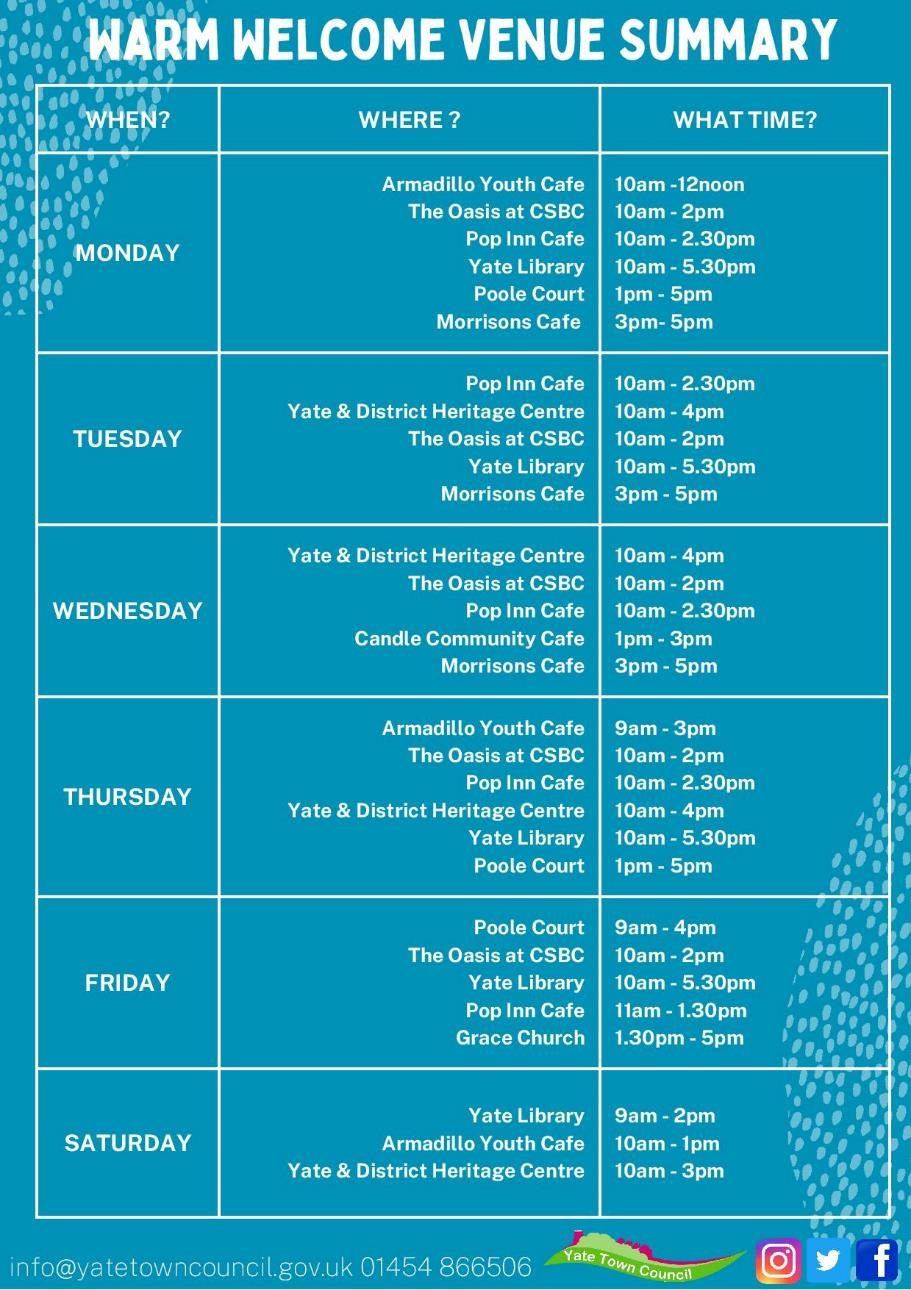 WARM WELCOME VENUE SUMMARY
WHEN? WHERE ? WHAT TIME?
MONDAY
Armadillo Youth Cafe 10am -12noon
The Oasis at CSBC 10am - 2pm
Pop Inn Cafe 10am - 2.30pm
Yate Library 10am - 5.30pm
Poole Court 1pm - 5pm
Morrisons Cafe 3pm- 5pm
TUESDAY
Pop Inn Cafe 10am - 2.30pm
Yate & District Heritage Centre 10am - 4pm
The Oasis at CSBC 10am - 2pm
Yate Library 10am - 5.30pm
Morrisons Cafe 3pm - 5pm
WEDNESDAY
Yate & District Heritage Centre 10am - 4pm
The Oasis at CSBC 10am - 2pm
Pop Inn Cafe 10am - 2.30pm
Candle Community Cafe 1pm - 3pm
Morrisons Cafe 3pm - 5pm
THURSDAY
Armadillo Youth Cafe 9am - 3pm
The Oasis at CSBC 10am - 2pm
Pop Inn Cafe 10am - 2.30pm
Yate & District Heritage Centre 10am - 4pm
Yate Library 10am - 5.30pm
Poole Court 1pm - 5pm
FRIDAY
Poole Court 9am - 4pm
The Oasis at CSBC 10am - 2pm
Yate Library 10am - 5.30pm
Pop Inn Cafe 11am - 1.30pm
Grace Church 1.30pm - 5pm
SATURDAY
Yate Library 9am - 2pm
Armadillo Youth Cafe 10am - 1pm
Yate & District Heritage Centre 10am - 3pm
info@yatetowncouncil.gov.uk 01454 866506
Yate Town Council